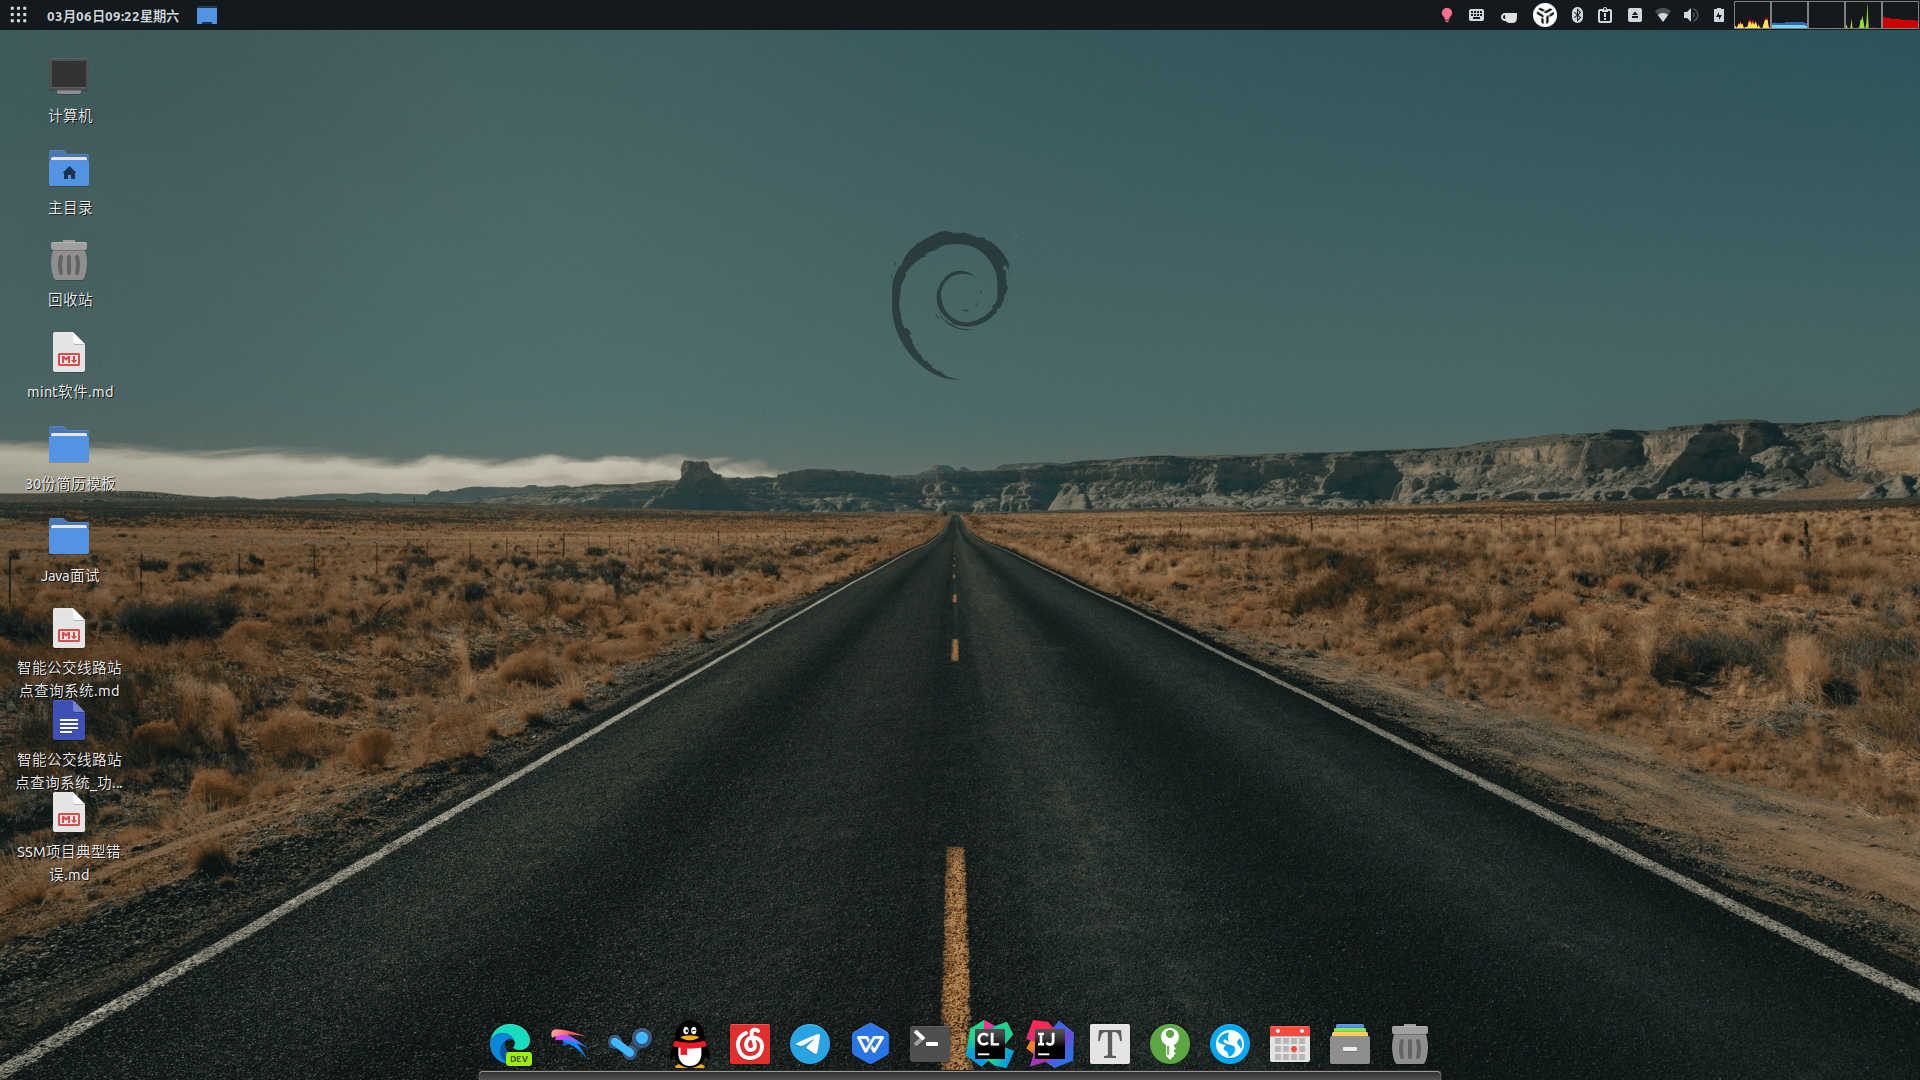 03月06日09:22星期六
计算机
主目录
回收站
mint软件.md
30份简历模板
Java面试
智能公交线路站
点查询系统.md
智能公交线路站
点查询系统_功...
SSM项目典型错
误.md
DEV
CL
IJ
T